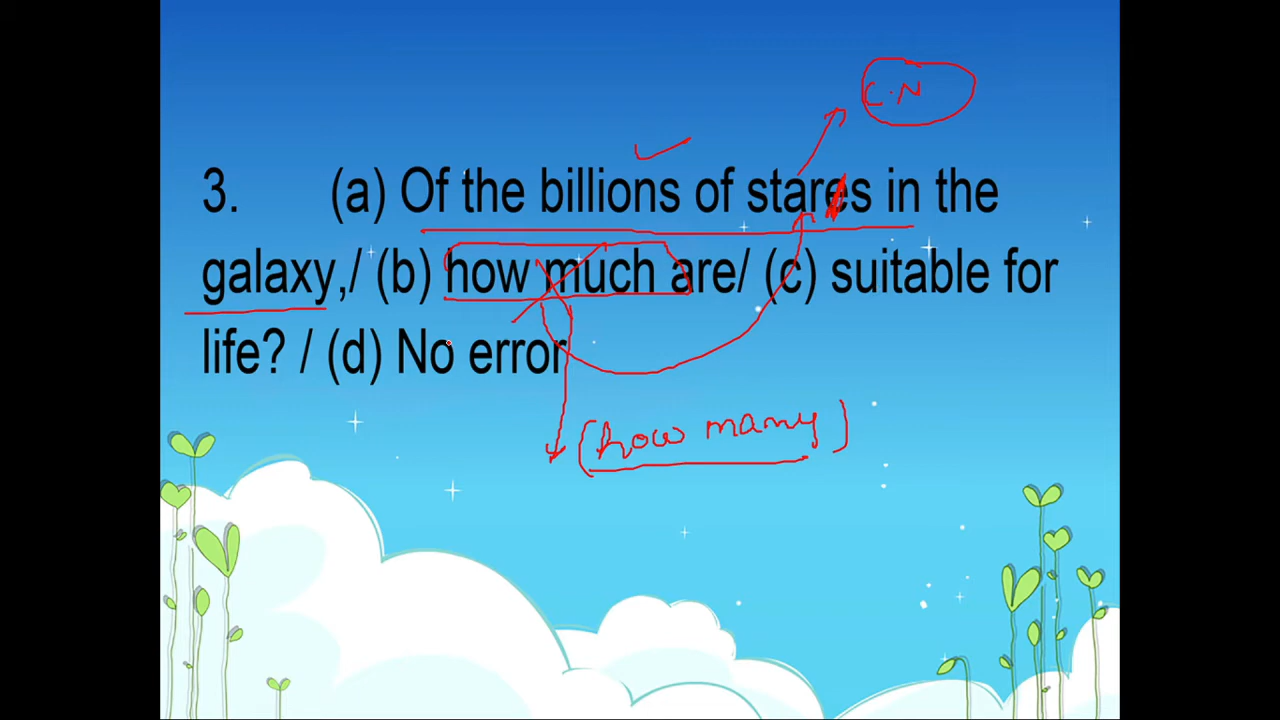 C.N
3. (a) Of the billions of stares in the
galaxy,/ (b) how much are/ (c) suitable for
life? / (d) No error
(how many)